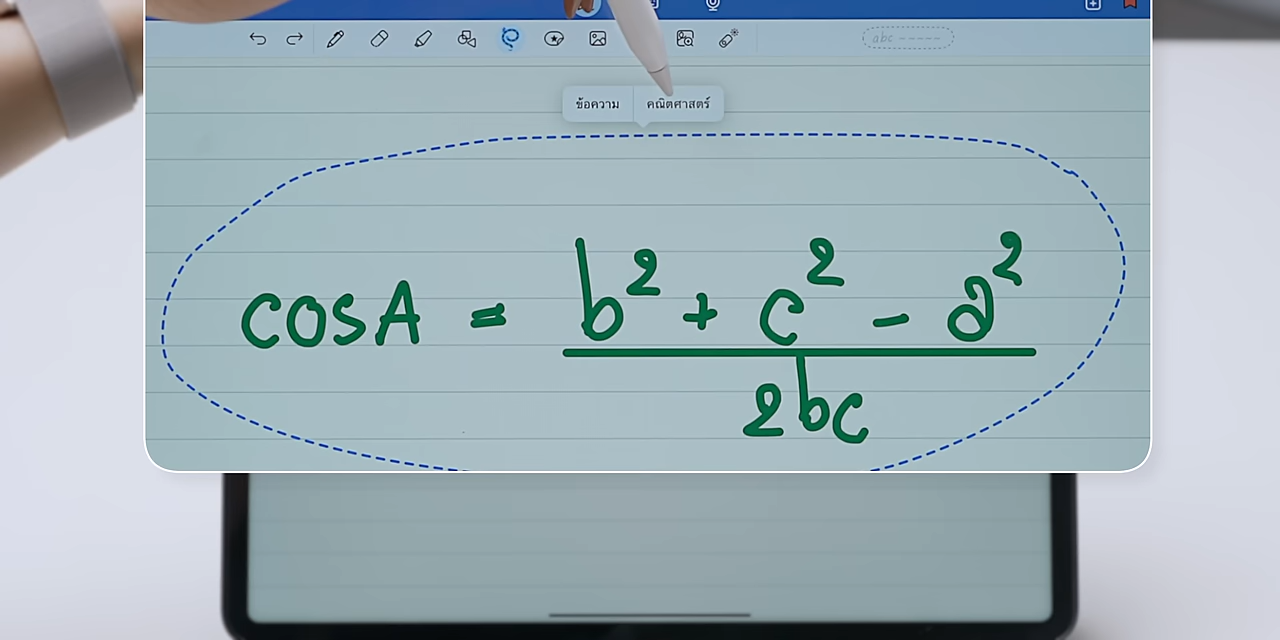 abc
ข้อความ คณิตศาสตร์
cosA = b² + c² - a²
2bc